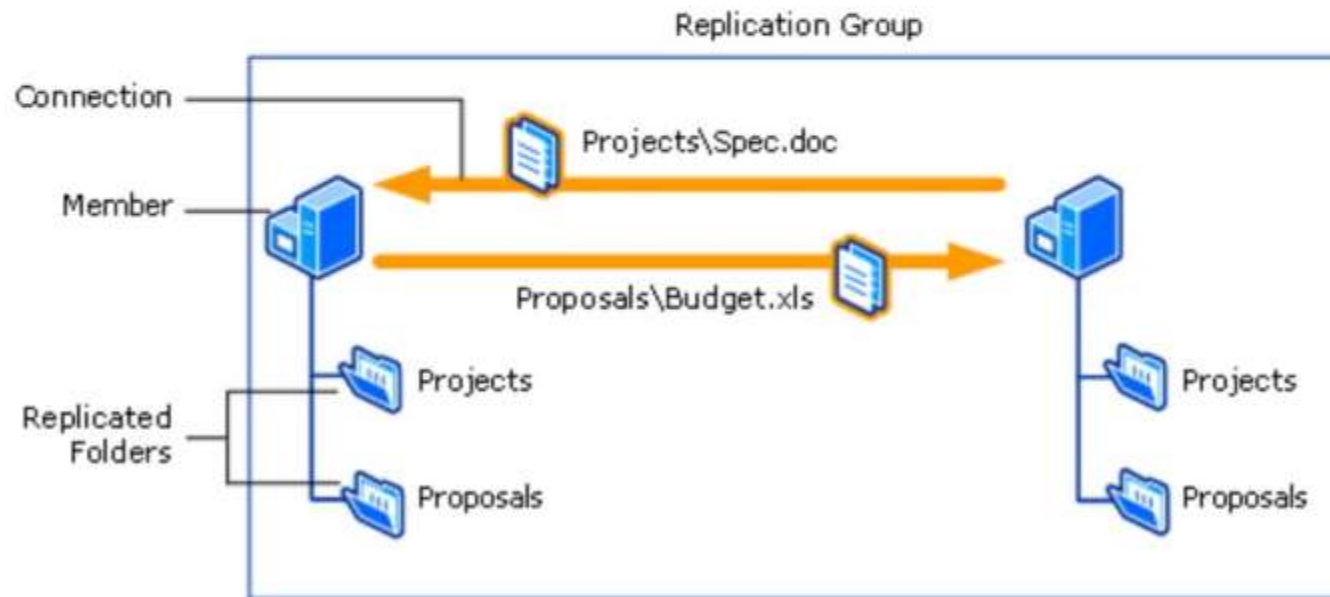 Replication Group
Connection
Projects\Spec.doc
Member
Proposals\Budget.xls
Projects
Projects
Replicated
Folders
Proposals
Proposals